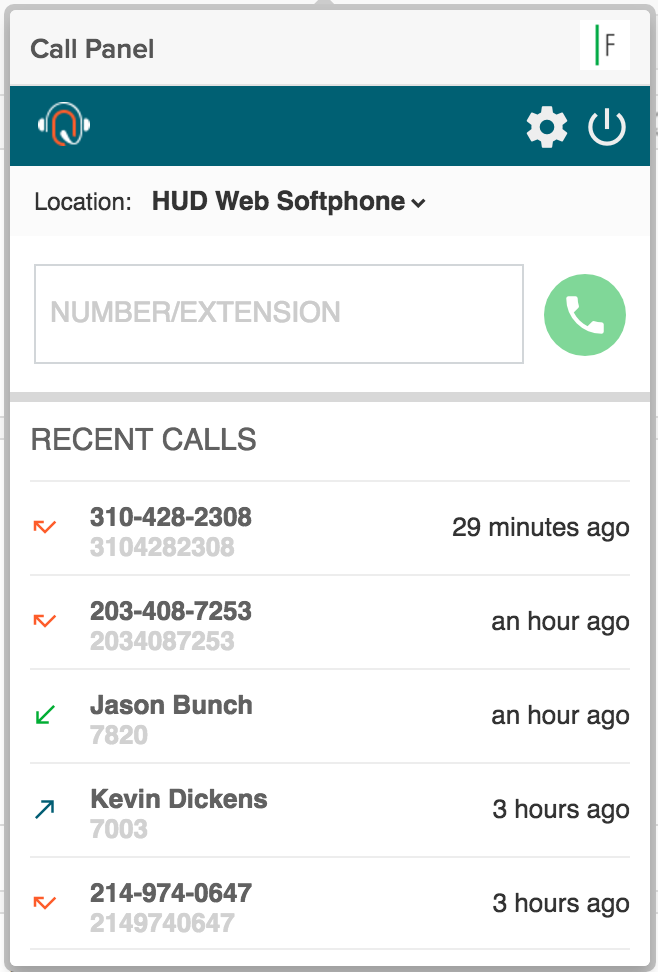 Call Panel
F
Location: HUD Web Softphone
NUMBER/EXTENSION
RECENT CALLS
310-428-2308
3104282308
29 minutes ago
203-408-7253
2034087253
an hour ago
Jason Bunch
7820
an hour ago
Kevin Dickens
7003
3 hours ago
214-974-0647
2149740647
3 hours ago